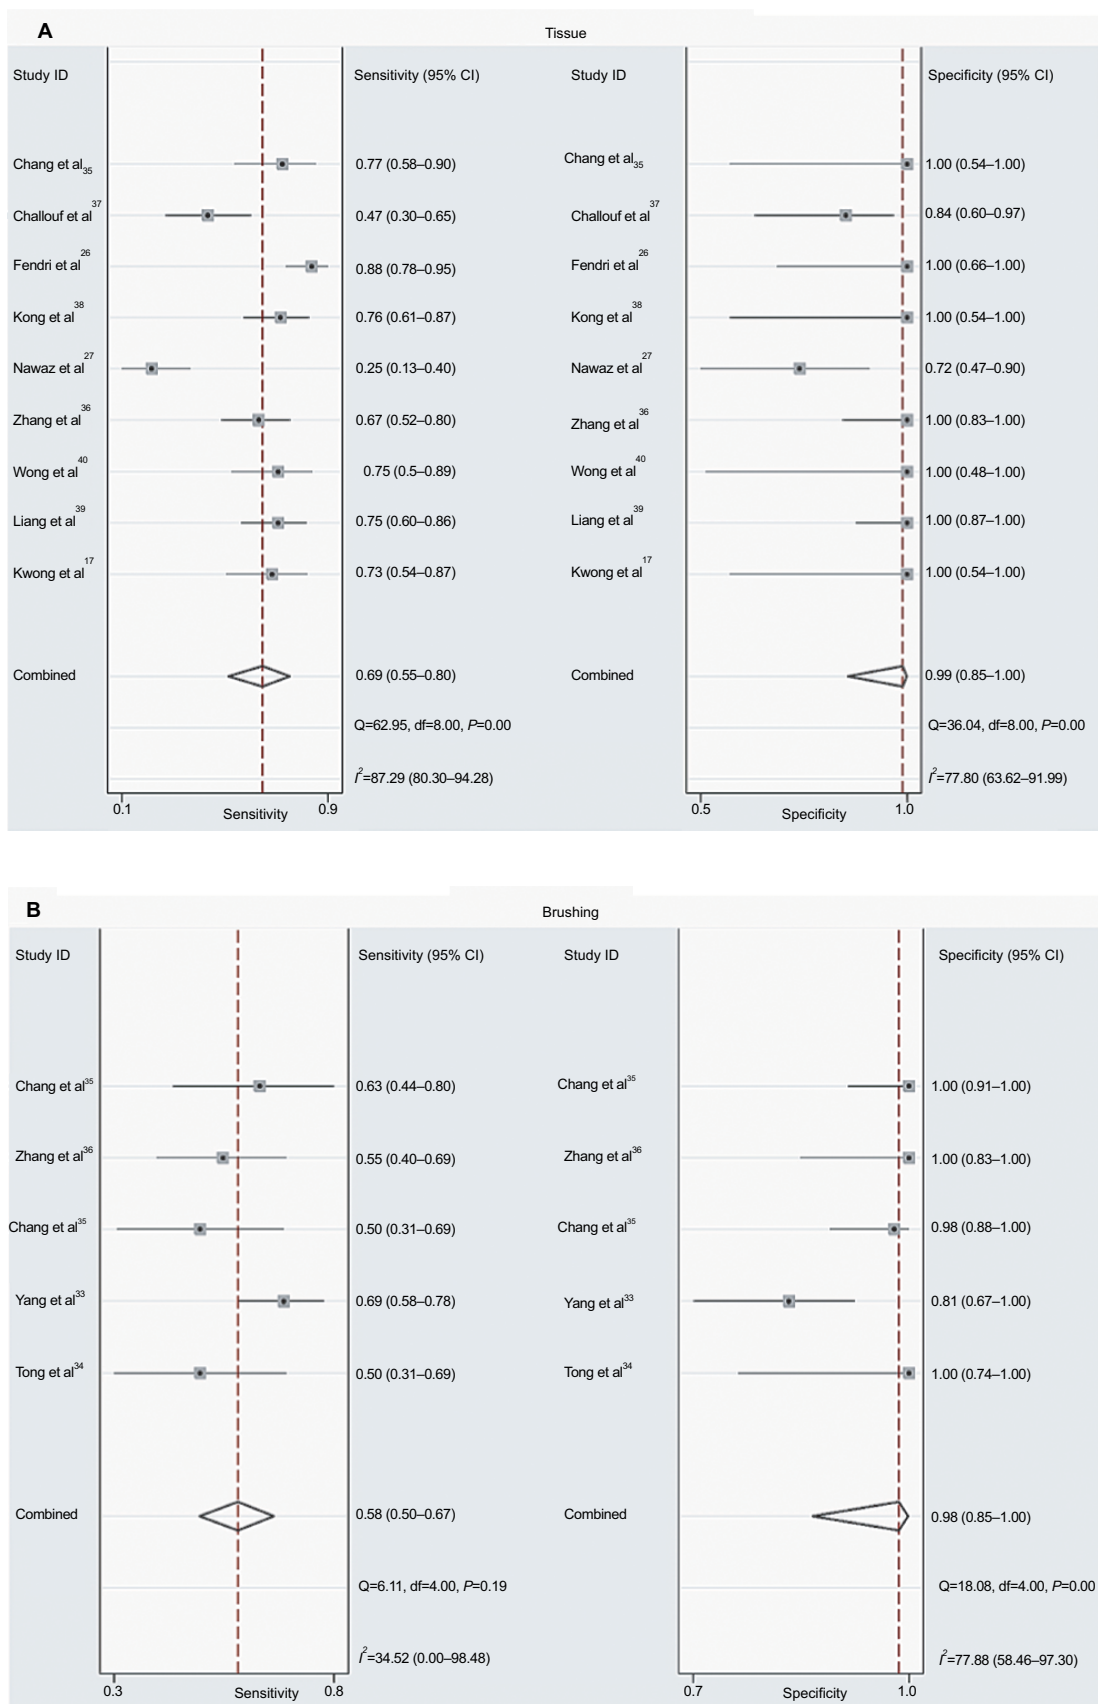 A
Tissue
Study ID Sensitivity (95% CI) Study ID Specificity (95% CI)
Chang et al35 0.77 (0.58–0.90) Chang et al35 1.00 (0.54–1.00)
Challouf et al37 0.47 (0.30–0.65) Challouf et al37 0.84 (0.60–0.97)
Fendri et al26 0.88 (0.78–0.95) Fendri et al26 1.00 (0.66–1.00)
Kong et al38 0.76 (0.61–0.87) Kong et al38 1.00 (0.54–1.00)
Nawaz et al27 0.25 (0.13–0.40) Nawaz et al27 0.72 (0.47–0.90)
Zhang et al36 0.67 (0.52–0.80) Zhang et al36 1.00 (0.83–1.00)
Wong et al40 0.75 (0.5–0.89) Wong et al40 1.00 (0.48–1.00)
Liang et al39 0.75 (0.60–0.86) Liang et al39 1.00 (0.87–1.00)
Kwong et al17 0.73 (0.54–0.87) Kwong et al17 1.00 (0.54–1.00)
Combined 0.69 (0.55–0.80) Combined 0.99 (0.85–1.00)
Q=62.95, df=8.00, P=0.00 Q=36.04, df=8.00, P=0.00
I2=87.29 (80.30–94.28) I2=77.80 (63.62–91.99)
0.1 0.9 0.5 1.0
Sensitivity Specificity
B
Brushing
Study ID Sensitivity (95% CI) Study ID Specificity (95% CI)
Chang et al35 0.63 (0.44–0.80) Chang et al35 1.00 (0.91–1.00)
Zhang et al36 0.55 (0.40–0.69) Zhang et al36 1.00 (0.83–1.00)
Chang et al35 0.50 (0.31–0.69) Chang et al35 0.98 (0.88–1.00)
Yang et al33 0.69 (0.58–0.78) Yang et al33 0.81 (0.67–1.00)
Tong et al34 0.50 (0.31–0.69) Tong et al34 1.00 (0.74–1.00)
Combined 0.58 (0.50–0.67) Combined 0.98 (0.85–1.00)
Q=6.11, df=4.00, P=0.19 Q=18.08, df=4.00, P=0.00
I2=34.52 (0.00–98.48) I2=77.88 (58.46–97.30)
0.3 Sensitivity 0.8 0.7 Specificity 1.0